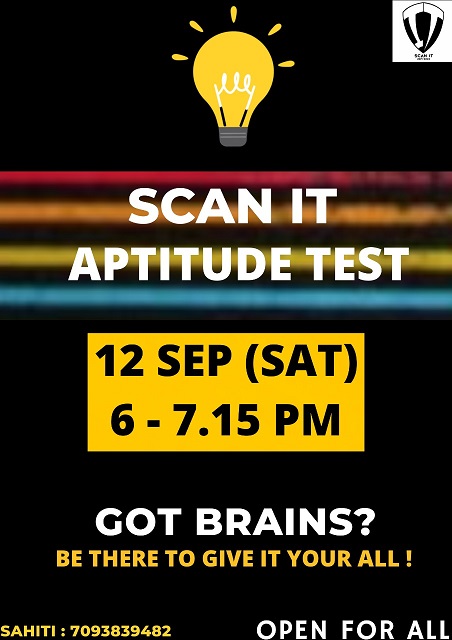 SCAN IT
SCAN IT
APTITUDE TEST
12 SEP (SAT)
6 - 7.15 PM
GOT BRAINS?
BE THERE TO GIVE IT YOUR ALL !
SAHITI : 7093839482
OPEN FOR ALL